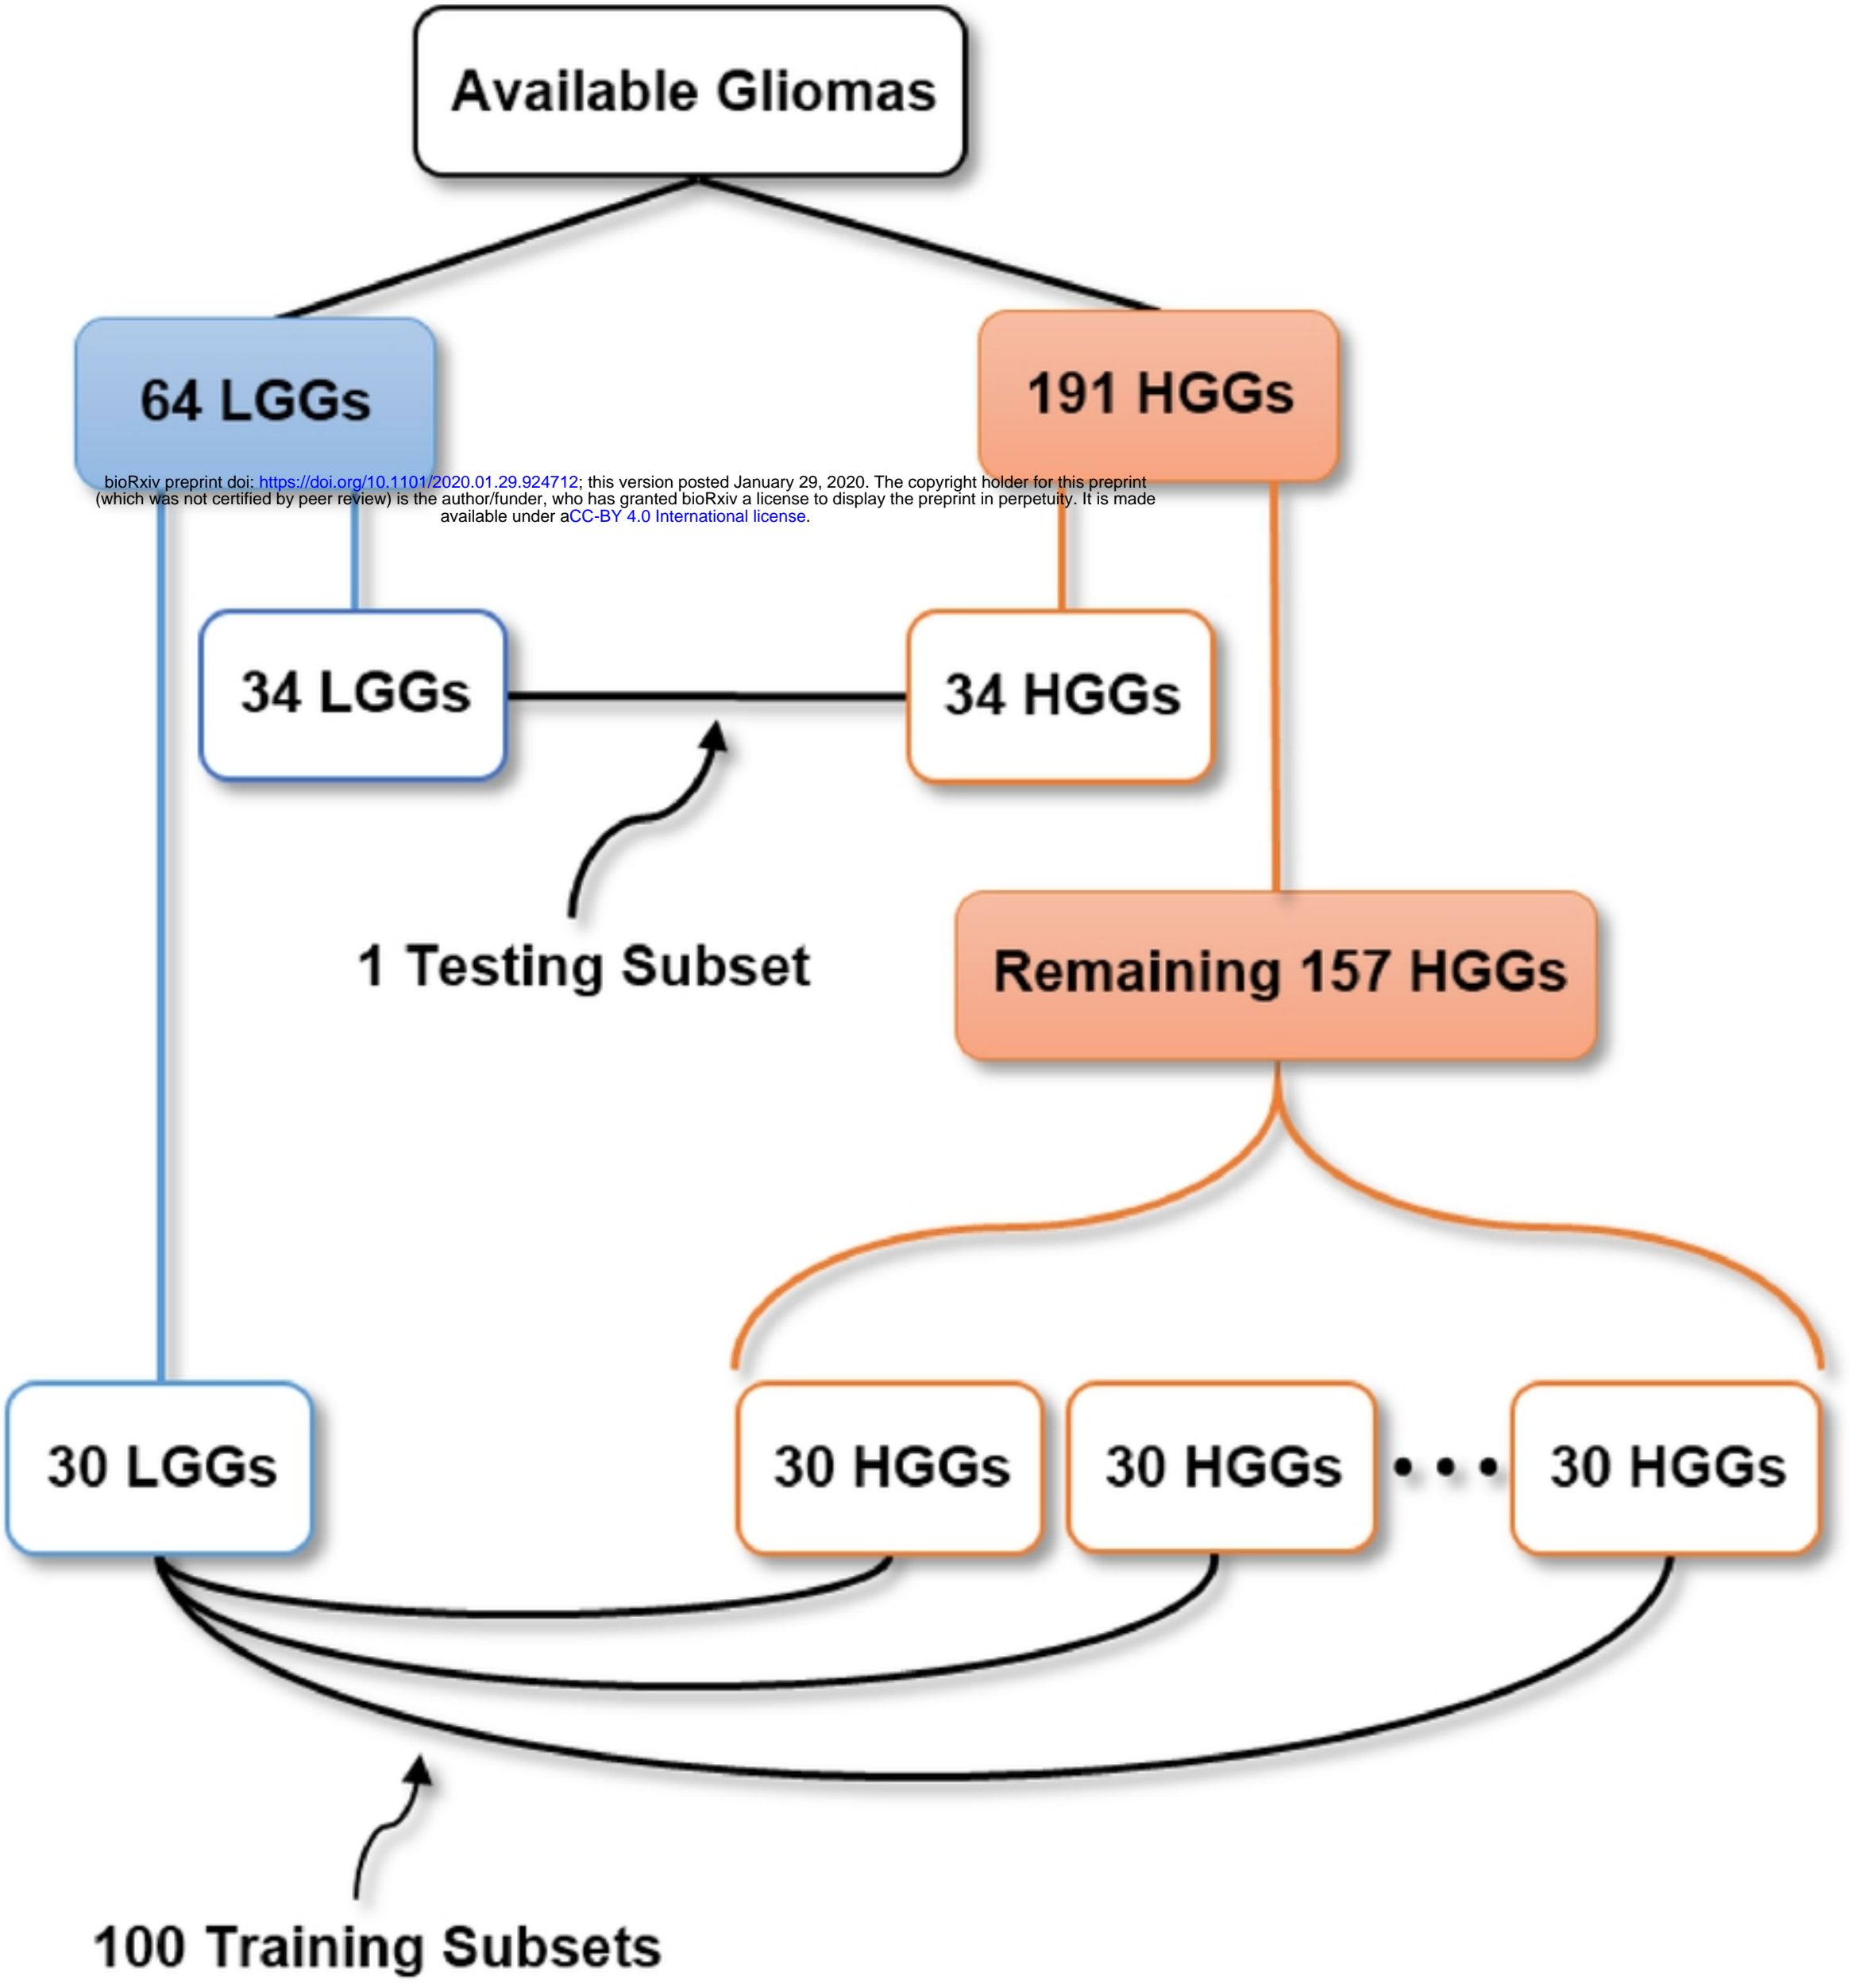 Available Gliomas
64 LGGs
191 HGGs
bioRxiv preprint doi: https://doi.org/10.1101/2020.01.29.924712; this version posted January 29, 2020. The copyright holder for this preprint
(which was not certified by peer review) is the author/funder, who has granted bioRxiv a license to display the preprint in perpetuity. It is made
available under aCC-BY 4.0 International license.
34 LGGs
34 HGGs
1 Testing Subset
Remaining 157 HGGs
30 LGGs
30 HGGs
30 HGGs
• • •
30 HGGs
100 Training Subsets